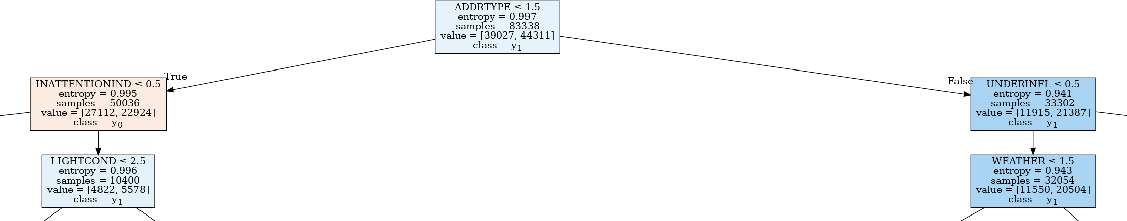 ADDRTYPE ≤ 1.5
entropy = 0.997
samples = 83338
value = [39027, 44311]
class = y1
True
False
INATTENTIONIND ≤ 0.5
entropy = 0.995
samples = 50036
value = [27112, 22924]
class = y0
UNDERINFL ≤ 0.5
entropy = 0.941
samples = 33302
value = [11915, 21387]
class = y1
LIGHTCOND ≤ 2.5
entropy = 0.996
samples = 10400
value = [4822, 5578]
class = y1
WEATHER ≤ 1.5
entropy = 0.943
samples = 32054
value = [11550, 20504]
class = y1